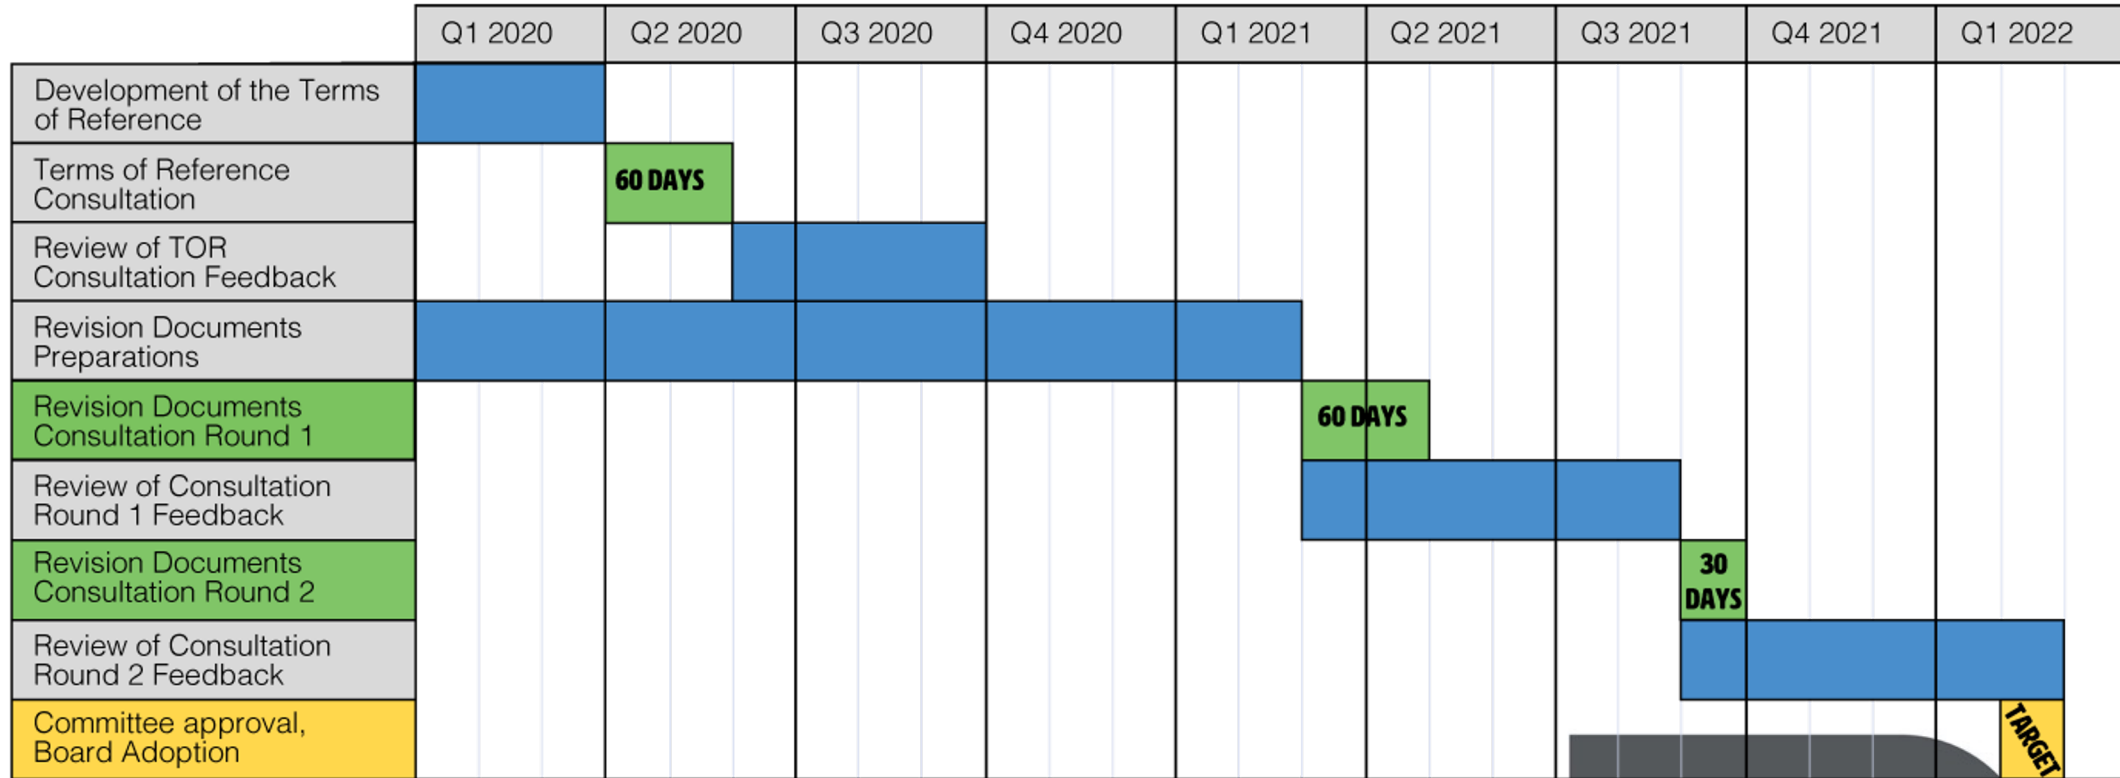 Q1 2020
Q2 2020
Q3 2020
Q4 2020
Q1 2021
Q2 2021
Q3 2021
Q4 2021
Q1 2022
Development of the Terms
of Reference
Terms of Reference
Consultation
60 DAYS
Review of TOR
Consultation Feedback
Revision Documents
Preparations
Revision Documents
Consultation Round 1
60 DAYS
Review of Consultation
Round 1 Feedback
Revision Documents
Consultation Round 2
30
DAYS
Review of Consultation
Round 2 Feedback
Committee approval,
Board Adoption
TARGET